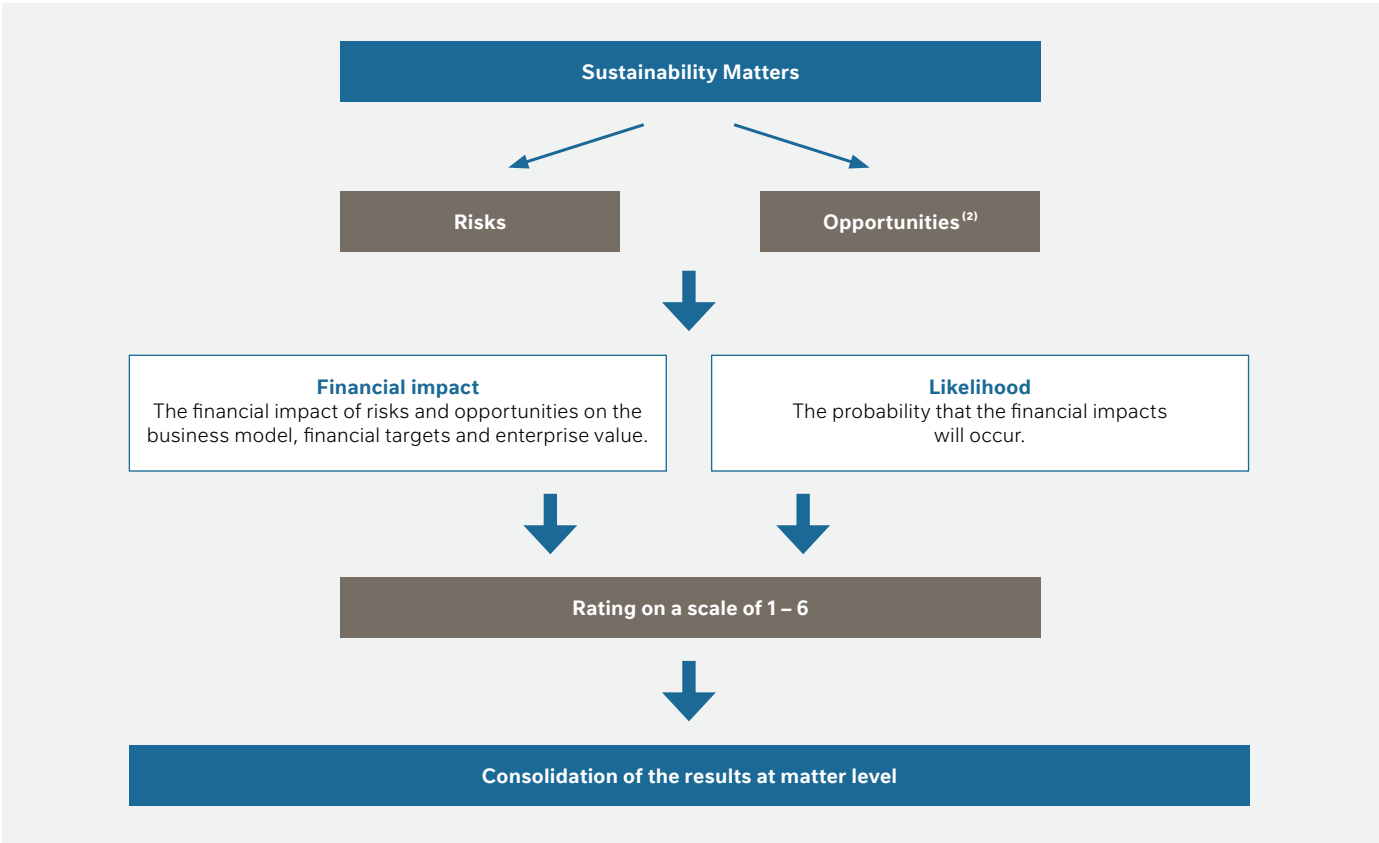 Sustainability Matters
Risks
Opportunities⁽²⁾
Financial impact
The financial impact of risks and opportunities on the
business model, financial targets and enterprise value.
Likelihood
The probability that the financial impacts
will occur.
Rating on a scale of 1 – 6
Consolidation of the results at matter level